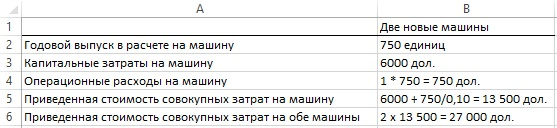 A B
1 Две новые машины
2 Годовой выпуск в расчете на машину 750 единиц
3 Капитальные затраты на машину 6000 дол.
4 Операционные расходы на машину 1 * 750 = 750 дол.
5 Приведенная стоимость совокупных затрат на машину 6000 + 750/0,10 = 13 500 дол.
6 Приведенная стоимость совокупных затрат на обе машины 2 x 13 500 = 27 000 дол.